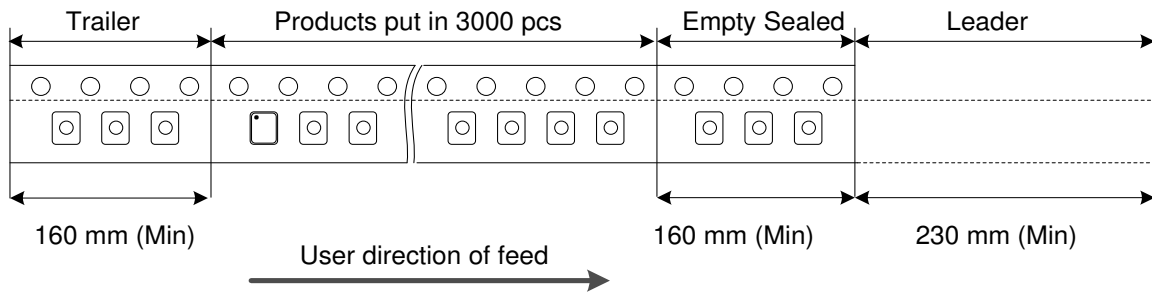 Trailer Products put in 3000 pcs Empty Sealed Leader
160 mm (Min) 160 mm (Min) 230 mm (Min)
User direction of feed